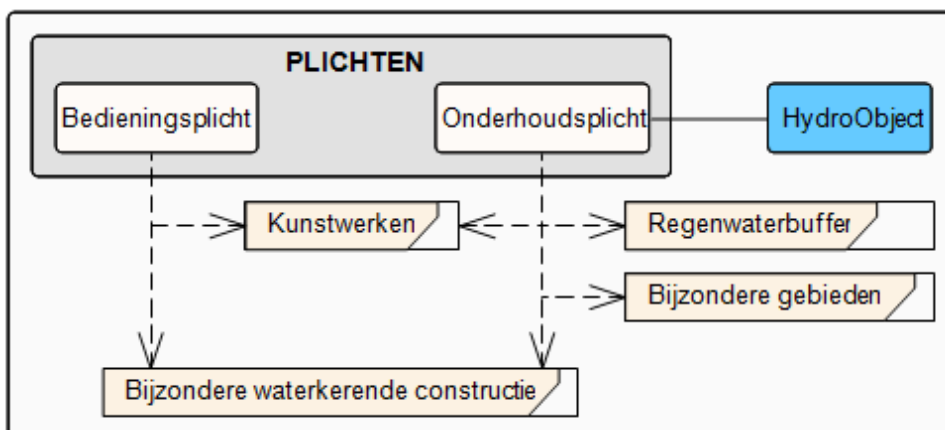 PLICHTEN
Bedieningsplicht
Onderhoudsplicht
HydroObject
Kunstwerken
Regenwaterbuffer
Bijzondere gebieden
Bijzondere waterkerende constructie